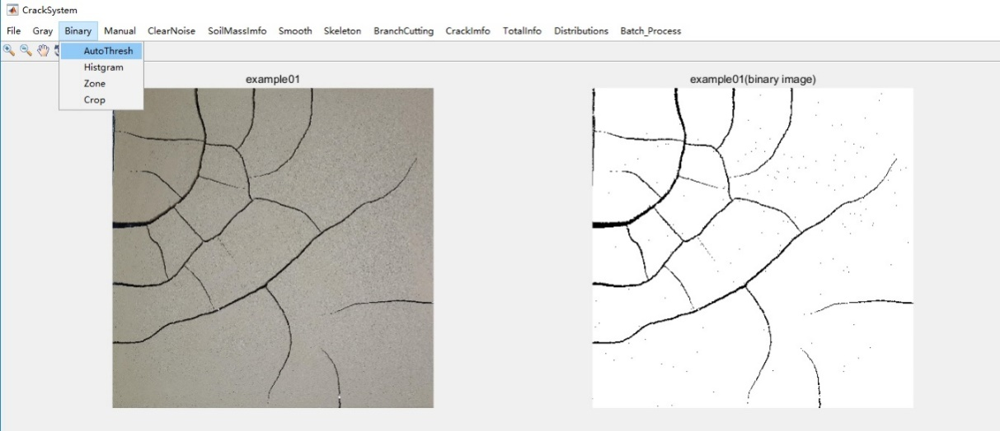 CrackSystem
File Gray Binary Manual ClearNoise SoilMassImfo Smooth Skeleton BranchCutting CrackImfo TotalInfo Distributions Batch_Process
AutoThresh
Histgram
Zone
Crop
example01 example01(binary image)